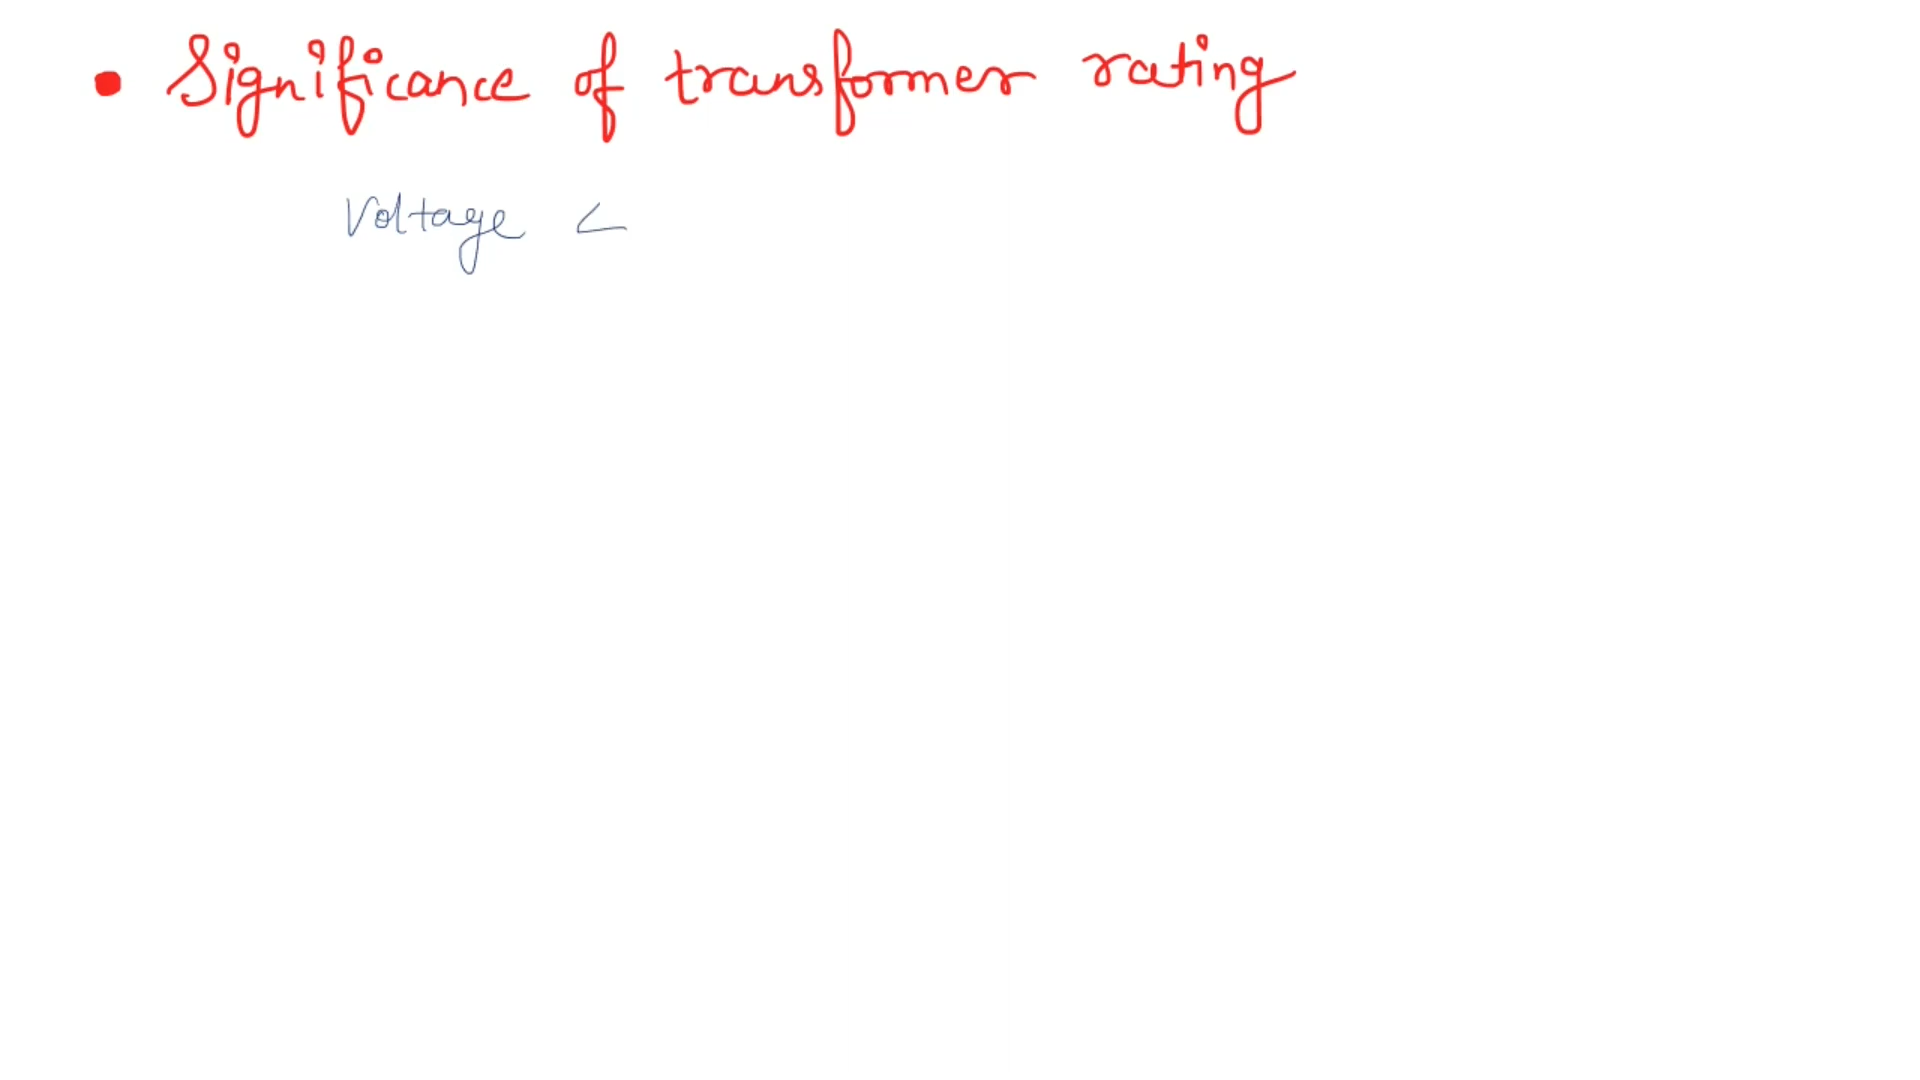 • Significance of transformer rating
Voltage <